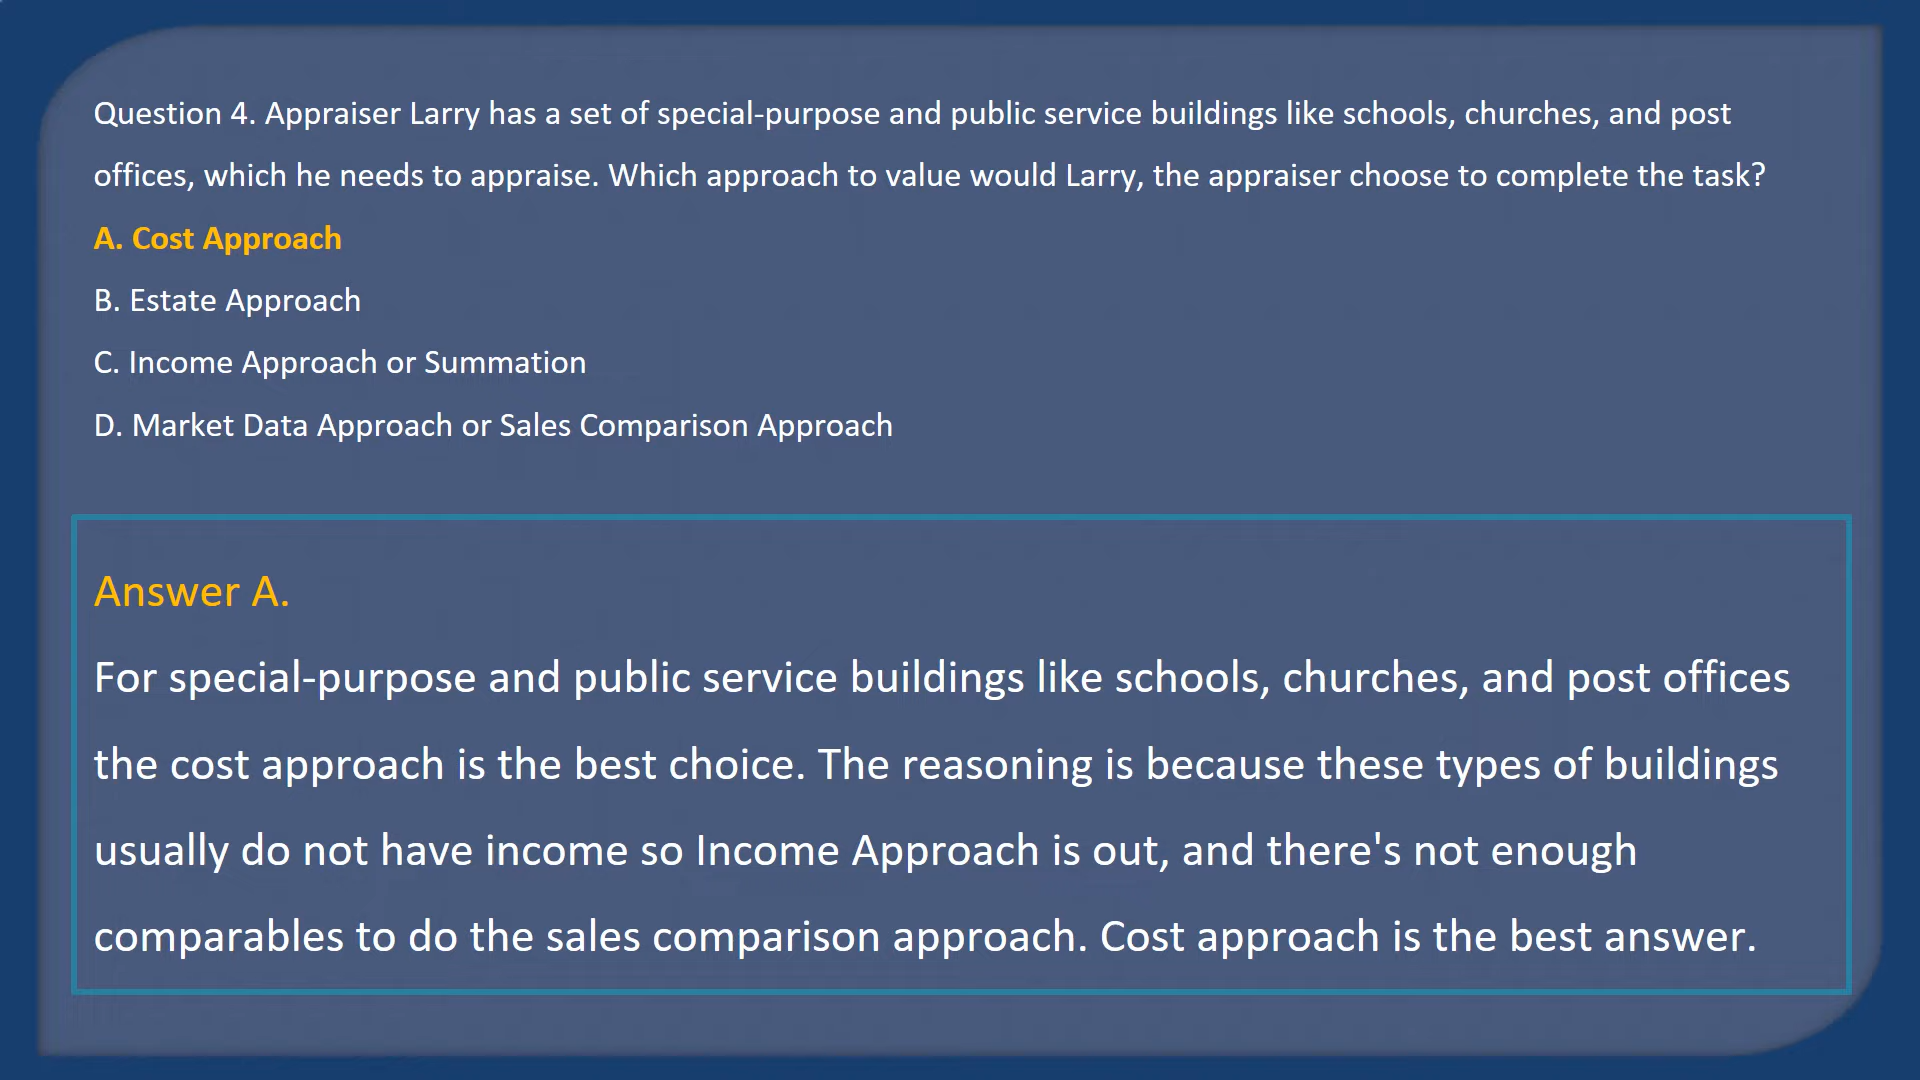 Question 4. Appraiser Larry has a set of special-purpose and public service buildings like schools, churches, and post
offices, which he needs to appraise. Which approach to value would Larry, the appraiser choose to complete the task?
A. Cost Approach
B. Estate Approach
C. Income Approach or Summation
D. Market Data Approach or Sales Comparison Approach
Answer A.
For special-purpose and public service buildings like schools, churches, and post offices
the cost approach is the best choice. The reasoning is because these types of buildings
usually do not have income so Income Approach is out, and there's not enough
comparables to do the sales comparison approach. Cost approach is the best answer.